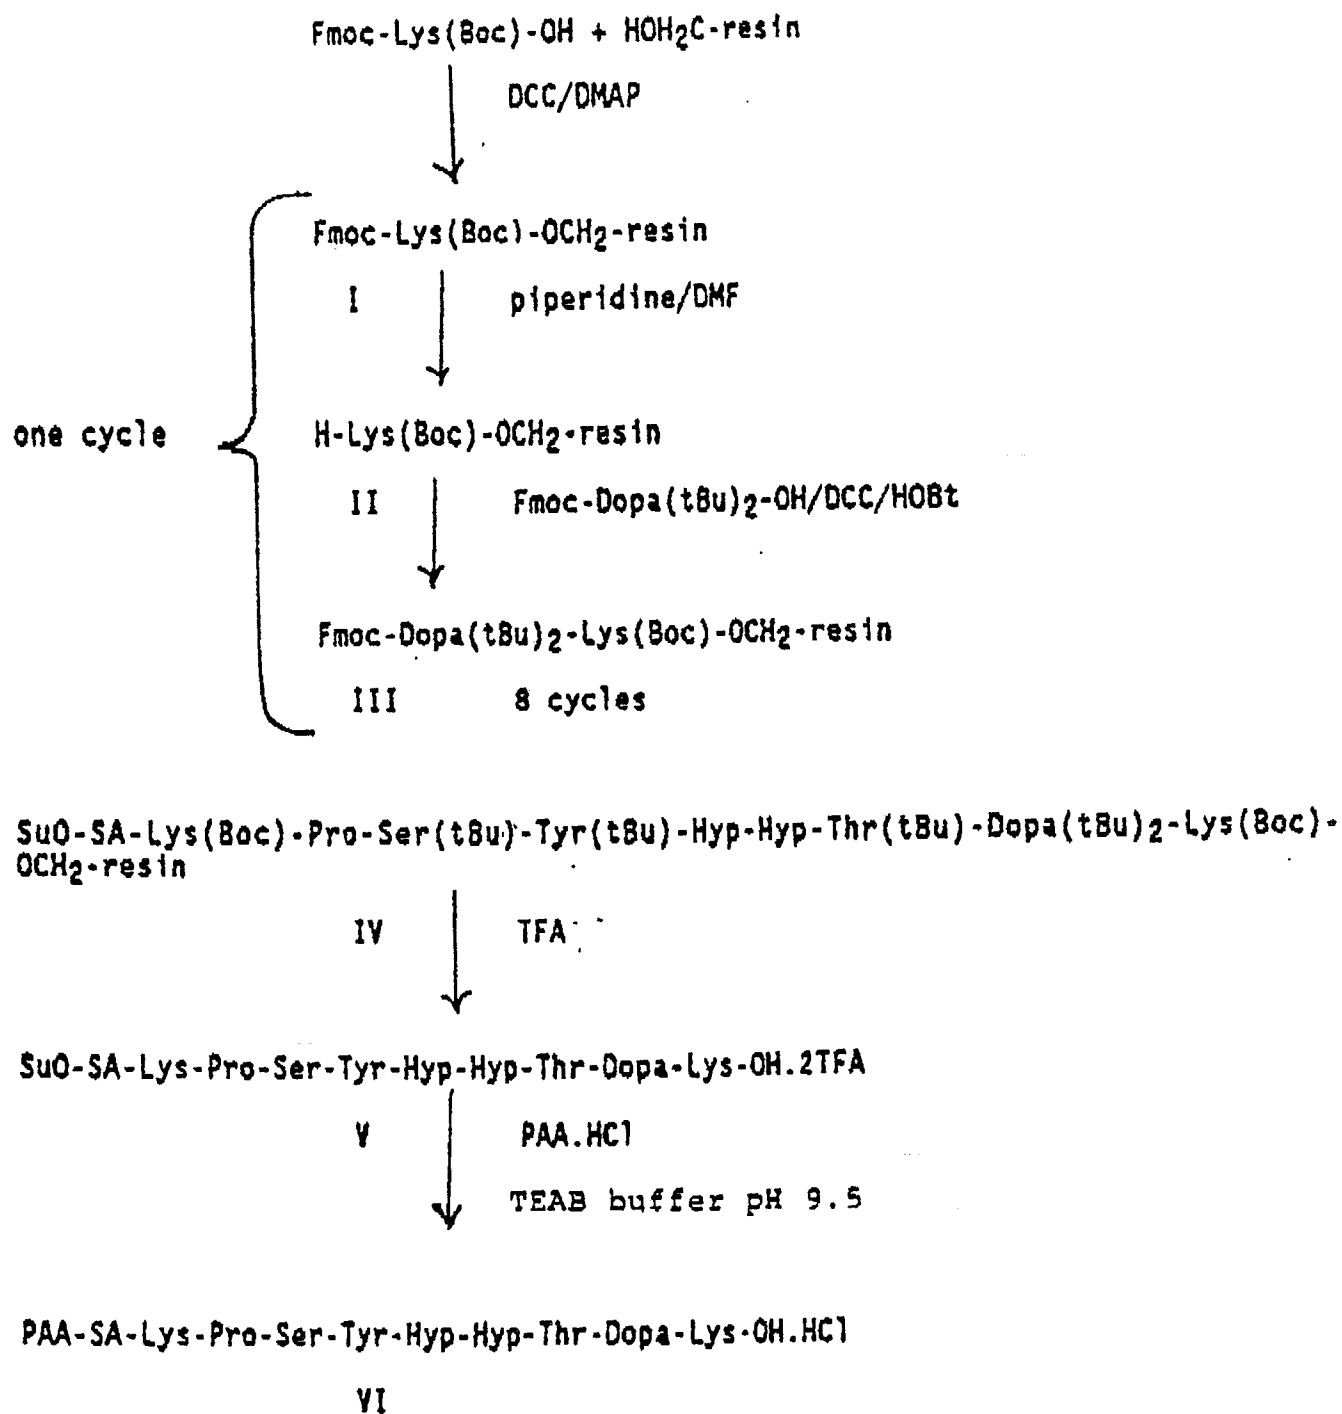 Fmoc-Lys(Boc)-OH + HOH2C-resin
DCC/DMAP
Fmoc-Lys(Boc)-OCH2-resin
I piperidine/DMF
one cycle H-Lys(Boc)-OCH2-resin
II Fmoc-Dopa(tBu)2-OH/DCC/HOBt
Fmoc-Dopa(tBu)2-Lys(Boc)-OCH2-resin
III 8 cycles
SuO-SA-Lys(Boc)-Pro-Ser(tBu)-Tyr(tBu)-Hyp-Hyp-Thr(tBu)-Dopa(tBu)2-Lys(Boc)-
OCH2-resin
IV TFA
SuO-SA-Lys-Pro-Ser-Tyr-Hyp-Hyp-Thr-Dopa-Lys-OH.2TFA
V PAA.HCl
TEAB buffer pH 9.5
PAA-SA-Lys-Pro-Ser-Tyr-Hyp-Hyp-Thr-Dopa-Lys-OH.HCl
VI